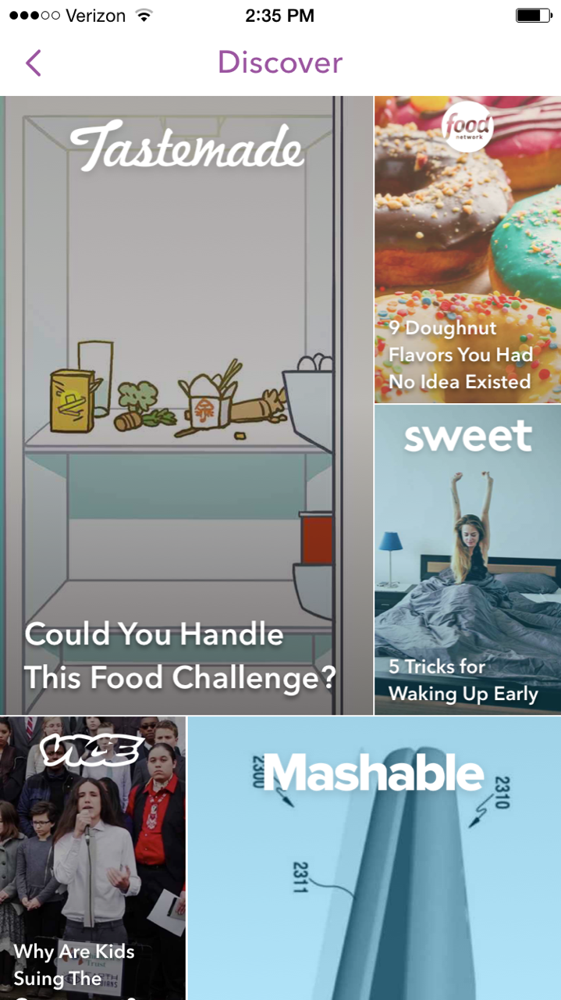 Verizon 2:35 PM
Discover
Tastemade
Could You Handle
This Food Challenge?
food
network
9 Doughnut
Flavors You Had
No Idea Existed
sweet
5 Tricks for
Waking Up Early
VICE
Why Are Kids
Suing The
Mashable
2300
2310
2311